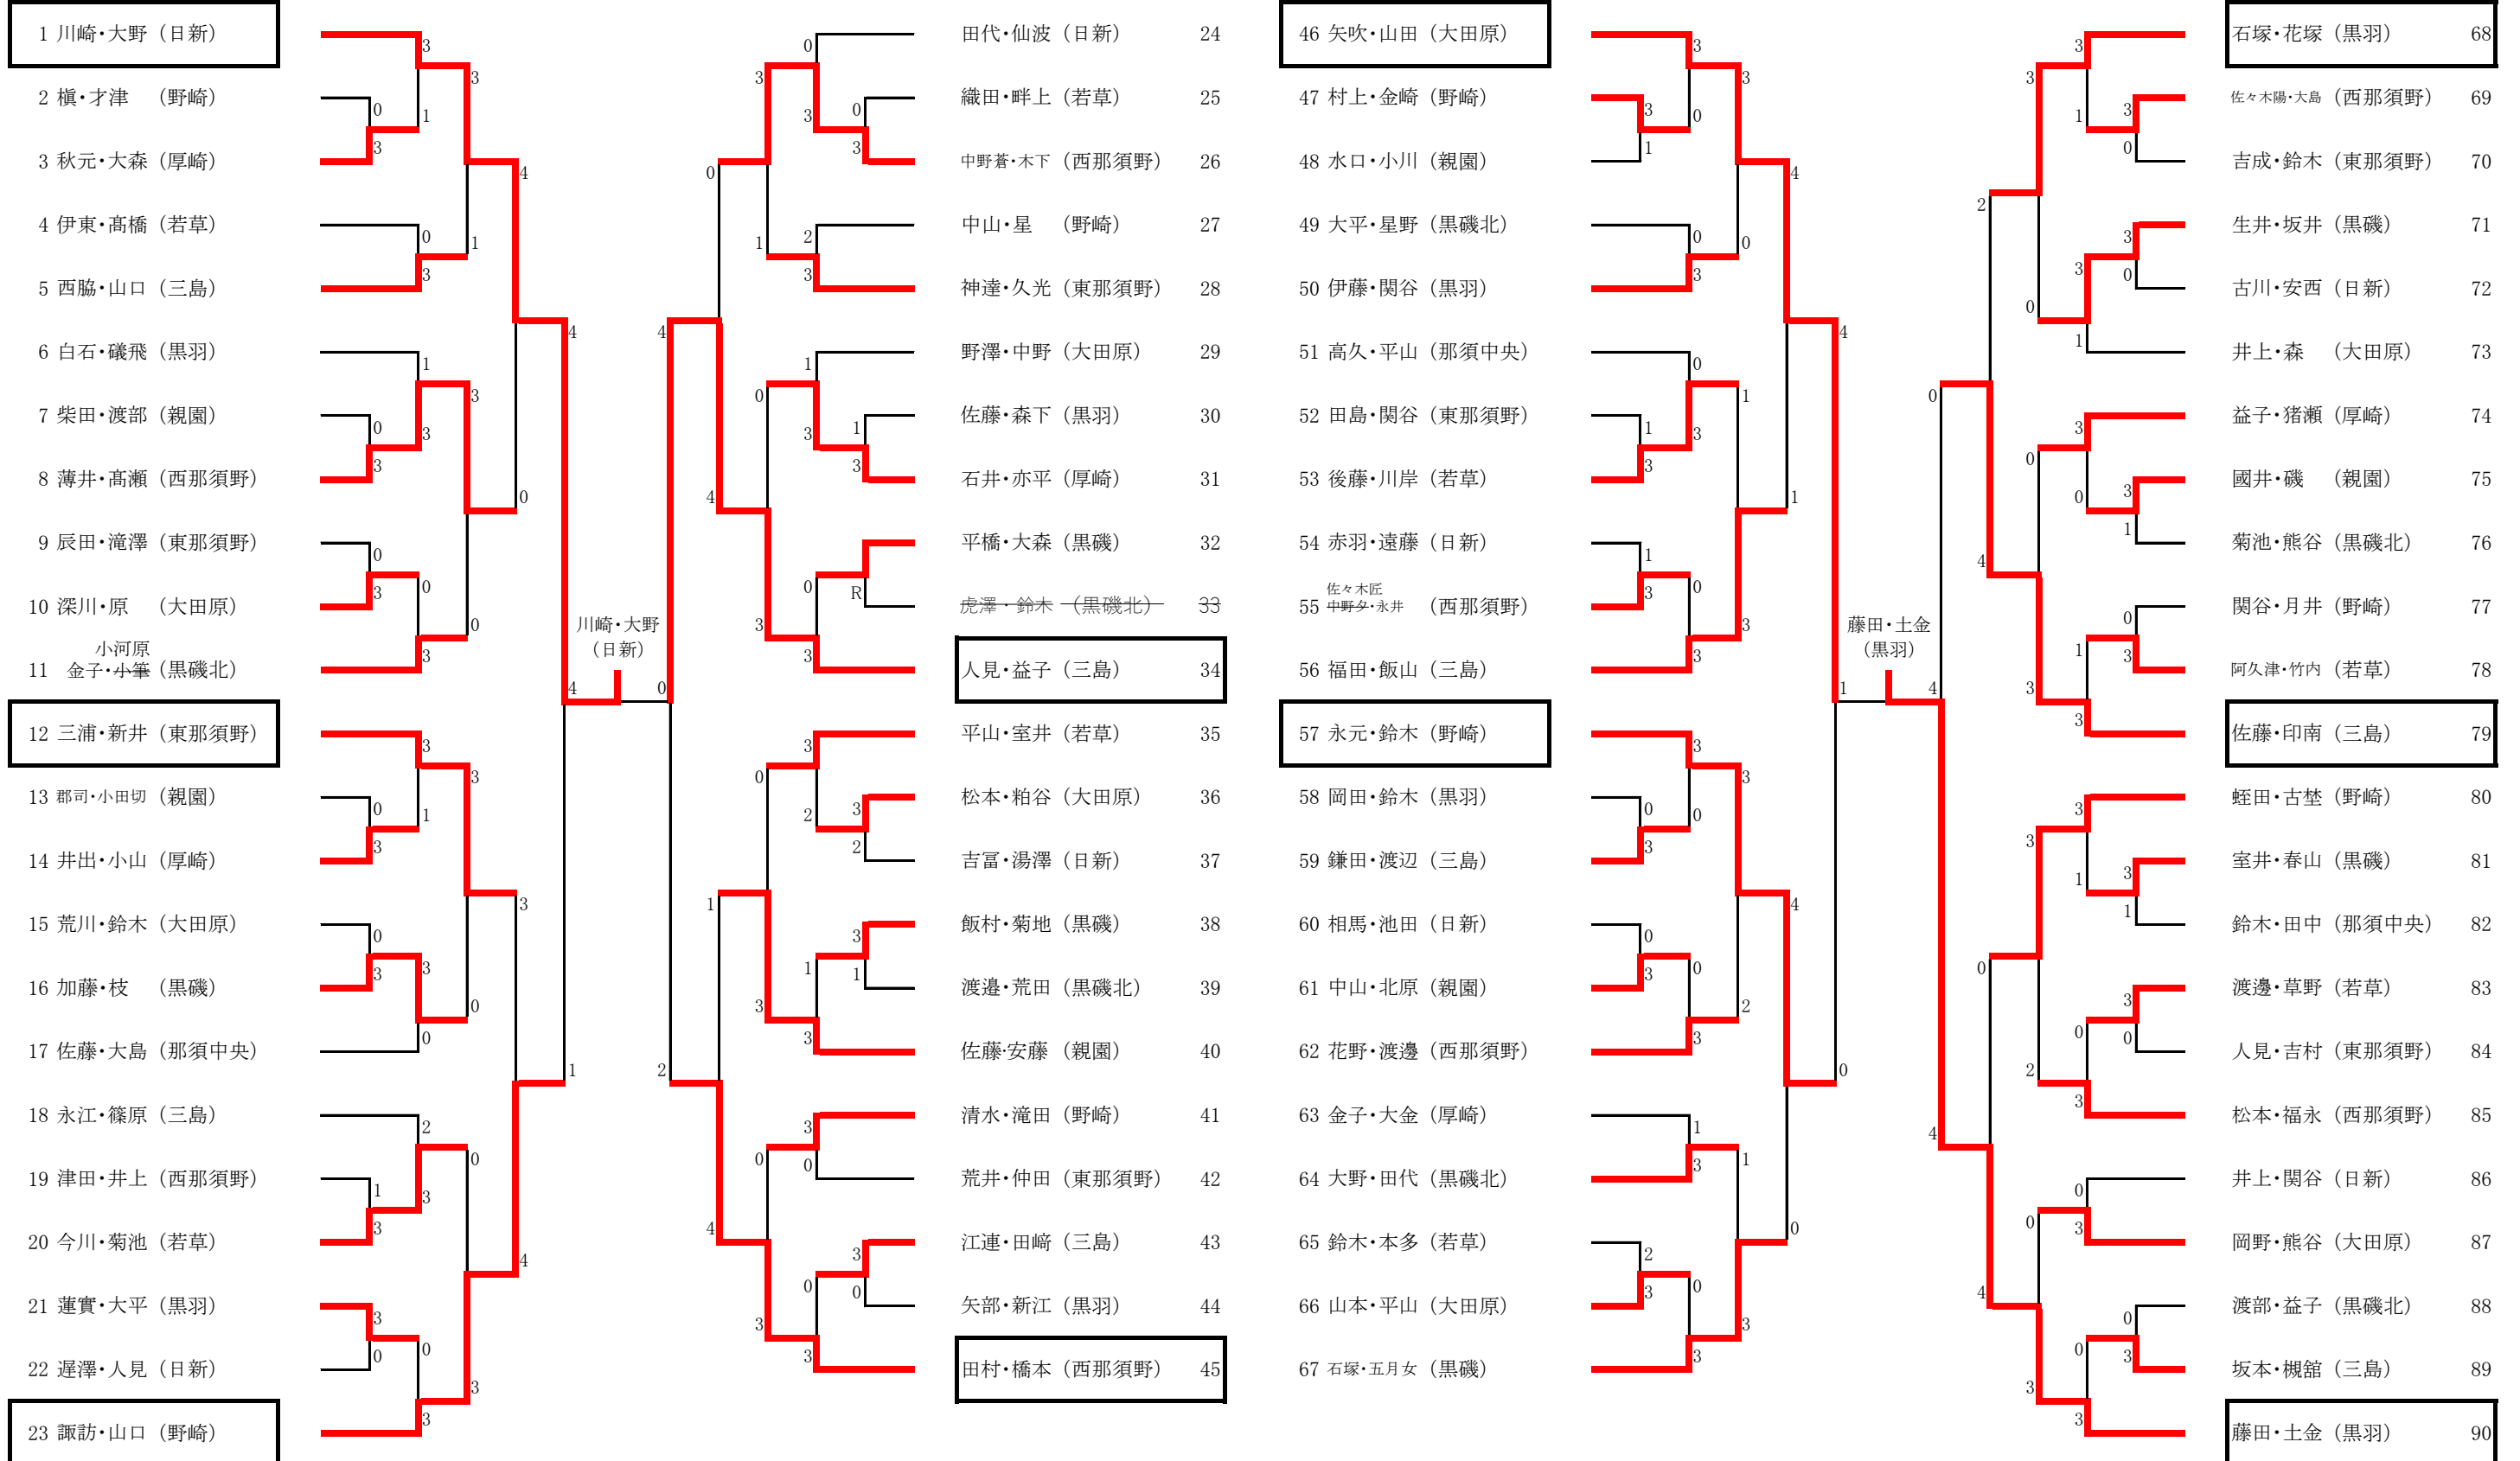 1 川崎・大野（日新）
2 槇・才津　（野崎）
3 秋元・大森（厚崎）
4 伊東・髙橋（若草）
5 西脇・山口（三島）
6 白石・礒飛（黒羽）
7 柴田・渡部（親園）
8 薄井・髙瀬（西那須野）
9 辰田・滝澤（東那須野）
10 深川・原　（大田原）
小河原
11 金子・小筆（黒磯北）
12 三浦・新井（東那須野）
13 郡司・小田切（親園）
14 井出・小山（厚崎）
15 荒川・鈴木（大田原）
16 加藤・枝　（黒磯）
17 佐藤・大島（那須中央）
18 永江・篠原（三島）
19 津田・井上（西那須野）
20 今川・菊池（若草）
21 蓮實・大平（黒羽）
22 遅澤・人見（日新）
23 諏訪・山口（野崎）
川崎・大野
（日新）
田代・仙波（日新） 24
織田・畔上（若草） 25
中野蒼・木下（西那須野） 26
中山・星　（野崎） 27
神達・久光（東那須野） 28
野澤・中野（大田原） 29
佐藤・森下（黒羽） 30
石井・亦平（厚崎） 31
平橋・大森（黒磯） 32
虎澤・鈴木（黒磯北） 33
人見・益子（三島） 34
平山・室井（若草） 35
松本・粕谷（大田原） 36
吉冨・湯澤（日新） 37
飯村・菊地（黒磯） 38
渡邉・荒田（黒磯北） 39
佐藤・安藤（親園） 40
清水・滝田（野崎） 41
荒井・仲田（東那須野） 42
江連・田﨑（三島） 43
矢部・新江（黒羽） 44
田村・橋本（西那須野） 45
46 矢吹・山田（大田原）
47 村上・金崎（野崎）
48 水口・小川（親園）
49 大平・星野（黒磯北）
50 伊藤・関谷（黒羽）
51 高久・平山（那須中央）
52 田島・関谷（東那須野）
53 後藤・川岸（若草）
54 赤羽・遠藤（日新）
佐々木匠
55 中野夕・永井（西那須野）
56 福田・飯山（三島）
57 永元・鈴木（野崎）
58 岡田・鈴木（黒羽）
59 鎌田・渡辺（三島）
60 相馬・池田（日新）
61 中山・北原（親園）
62 花野・渡邊（西那須野）
63 金子・大金（厚崎）
64 大野・田代（黒磯北）
65 鈴木・本多（若草）
66 山本・平山（大田原）
67 石塚・五月女（黒磯）
藤田・土金
（黒羽）
石塚・花塚（黒羽） 68
佐々木陽・大島（西那須野） 69
吉成・鈴木（東那須野） 70
生井・坂井（黒磯） 71
古川・安西（日新） 72
井上・森　（大田原） 73
益子・猪瀬（厚崎） 74
國井・磯　（親園） 75
菊池・熊谷（黒磯北） 76
関谷・月井（野崎） 77
阿久津・竹内（若草） 78
佐藤・印南（三島） 79
蛭田・古埜（野崎） 80
室井・春山（黒磯） 81
鈴木・田中（那須中央） 82
渡邊・草野（若草） 83
人見・吉村（東那須野） 84
松本・福永（西那須野） 85
井上・関谷（日新） 86
岡野・熊谷（大田原） 87
渡部・益子（黒磯北） 88
坂本・槻舘（三島） 89
藤田・土金（黒羽） 90